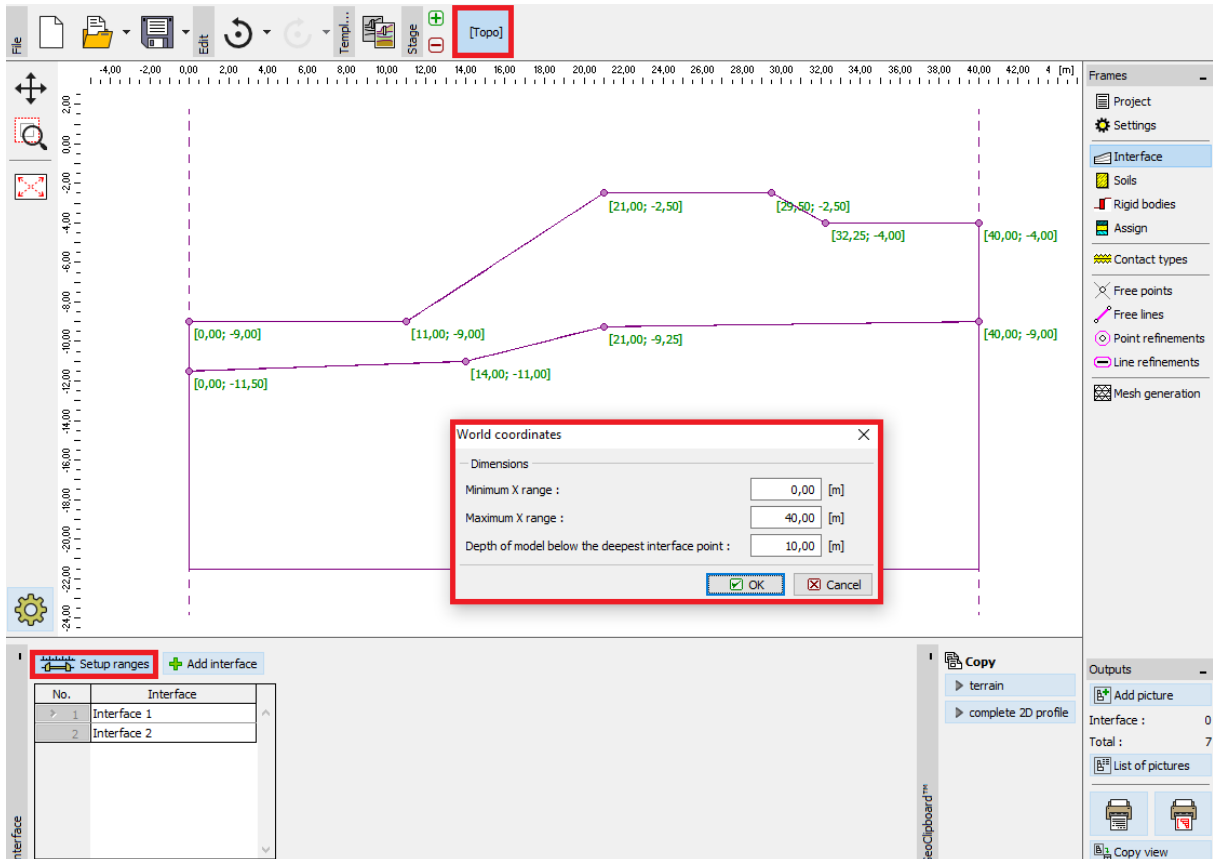 File
Edit
Templ...
Stage
[Topo]
-4,00 -2,00 0,00 2,00 4,00 6,00 8,00 10,00 12,00 14,00 16,00 18,00 20,00 22,00 24,00 26,00 28,00 30,00 32,00 34,00 36,00 38,00 40,00 42,00 4 [m]
2,00
0,00
-2,00
-4,00
-6,00
-8,00
-10,00
-12,00
-14,00
-16,00
-18,00
-20,00
-22,00
-24,00
[21,00; -2,50] [29,50; -2,50]
[32,25; -4,00] [40,00; -4,00]
[0,00; -9,00] [11,00; -9,00] [21,00; -9,25] [40,00; -9,00]
[0,00; -11,50] [14,00; -11,00]
World coordinates
Dimensions
Minimum X range : 0,00 [m]
Maximum X range : 40,00 [m]
Depth of model below the deepest interface point : 10,00 [m]
OK Cancel
Frames
Project
Settings
Interface
Soils
Rigid bodies
Assign
Contact types
Free points
Free lines
Point refinements
Line refinements
Mesh generation
Setup ranges Add interface
No. Interface
1 Interface 1
2 Interface 2
Interface
GeoClipboard™
Copy
terrain
complete 2D profile
Outputs
Add picture
Interface : 0
Total : 7
List of pictures
Copy view